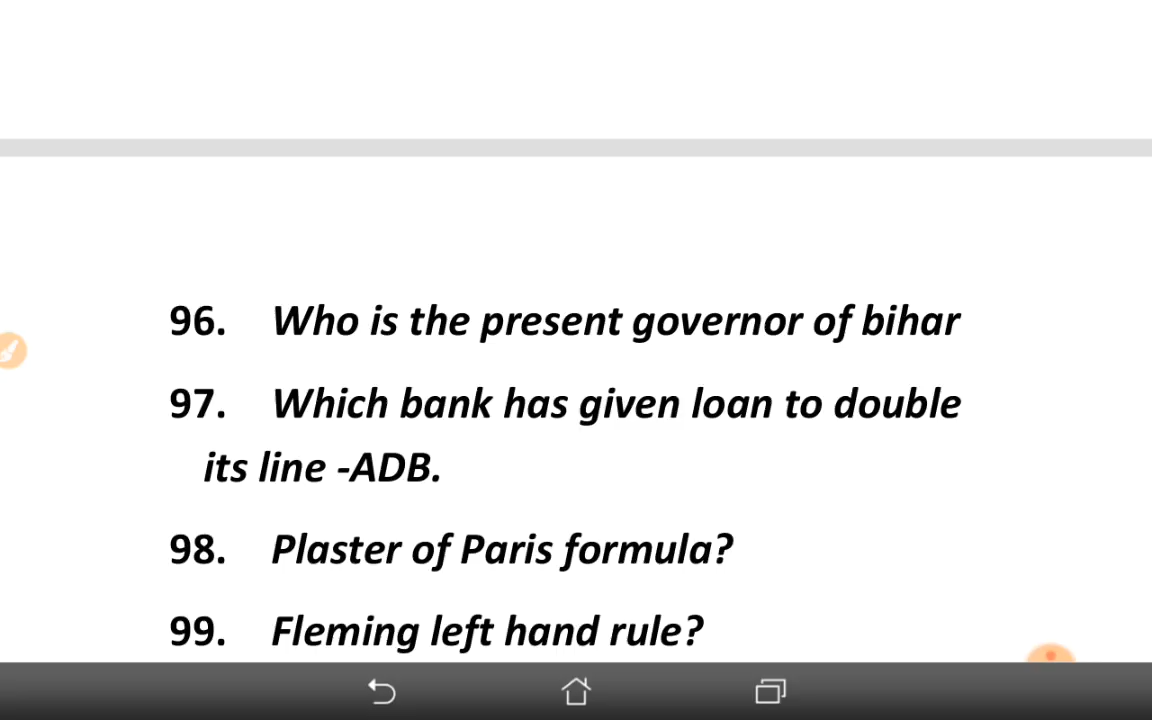 96. Who is the present governor of bihar
97. Which bank has given loan to double
its line -ADB.
98. Plaster of Paris formula?
99. Fleming left hand rule?